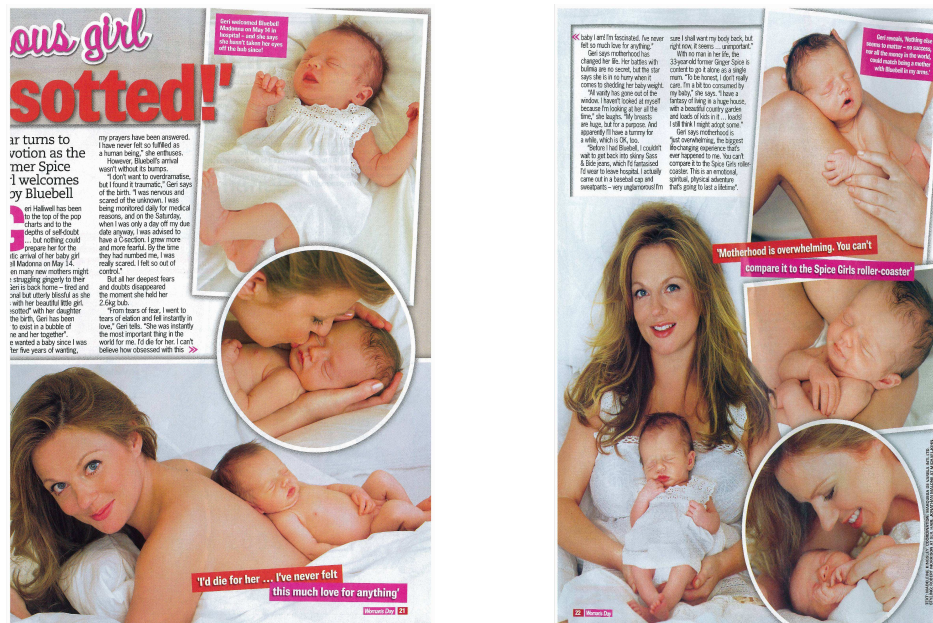 ous girl
sotted!'
Geri welcomed Bluebell
Madonna on May 14 in
hospital – and she says
she hasn't taken her eyes
off the bub since!
ar turns to
votion as the
mer Spice
rl welcomes
by Bluebell
Geri Halliwell has been
to the top of the pop
charts and to the
depths of self-doubt
... but nothing could
prepare her for the
tic arrival of her baby girl
ell Madonna on May 14.
en many new mothers might
e struggling gingerly to their
Geri is back home – tired and
onal but utterly blissful as she
with her beautiful little girl.
esotted" with her daughter
the birth, Geri has been
to exist in a bubble of
me and her together".
e wanted a baby since I was
fter five years of wanting,
my prayers have been answered.
I have never felt so fulfilled as
a human being," she enthuses.
However, Bluebell's arrival
wasn't without its bumps.
"I don't want to overdramatise,
but I found it traumatic," Geri says
of the birth. "I was nervous and
scared of the unknown. I was
being monitored daily for medical
reasons, and on the Saturday,
when I was only a day off my due
date anyway, I was advised to
have a C-section. I grew more
and more fearful. By the time
they had numbed me, I was
really scared. I felt so out of
control."
But all her deepest fears
and doubts disappeared
the moment she held her
2.6kg bub.
"From tears of fear, I went to
tears of elation and fell instantly in
love," Geri tells. "She was instantly
the most important thing in the
world for me. I'd die for her. I can't
believe how obsessed with this
'I'd die for her ... I've never felt
this much love for anything'
Woman's Day 21
baby I am! I'm fascinated. I've never
felt so much love for anything."
Geri says motherhood has
changed her life. Her battles with
bulimia are no secret, but the star
says she is in no hurry when it
comes to shedding her baby weight.
"All vanity has gone out of the
window. I haven't looked at myself
because I'm looking at her all the
time," she laughs. "My breasts
are huge, but for a purpose. And
apparently I'll have a tummy for
a while, which is OK, too.
"Before I had Bluebell, I couldn't
wait to get back into skinny Sass
& Bide jeans, which I'd fantasised
I'd wear to leave hospital. I actually
came out in a baseball cap and
sweatpants – very unglamorous! I'm
sure I shall want my body back, but
right now, it seems ... unimportant."
With no man in her life, the
33-year-old former Ginger Spice is
content to go it alone as a single
mum. "To be honest, I don't really
care. I'm a bit too consumed by
my baby," she says. "I have a
fantasy of living in a huge house,
with a beautiful country garden
and loads of kids in it ... loads!
I still think I might adopt some."
Geri says motherhood is
"just overwhelming, the biggest
life-changing experience that's
ever happened to me. You can't
compare it to the Spice Girls roller-
coaster. This is an emotional,
spiritual, physical adventure
that's going to last a lifetime".
Geri reveals, 'Nothing else
seems to matter – no success,
nor all the money in the world,
could match being a mother
with Bluebell in my arms.'
'Motherhood is overwhelming. You can't
compare it to the Spice Girls roller-coaster'
22 Woman's Day